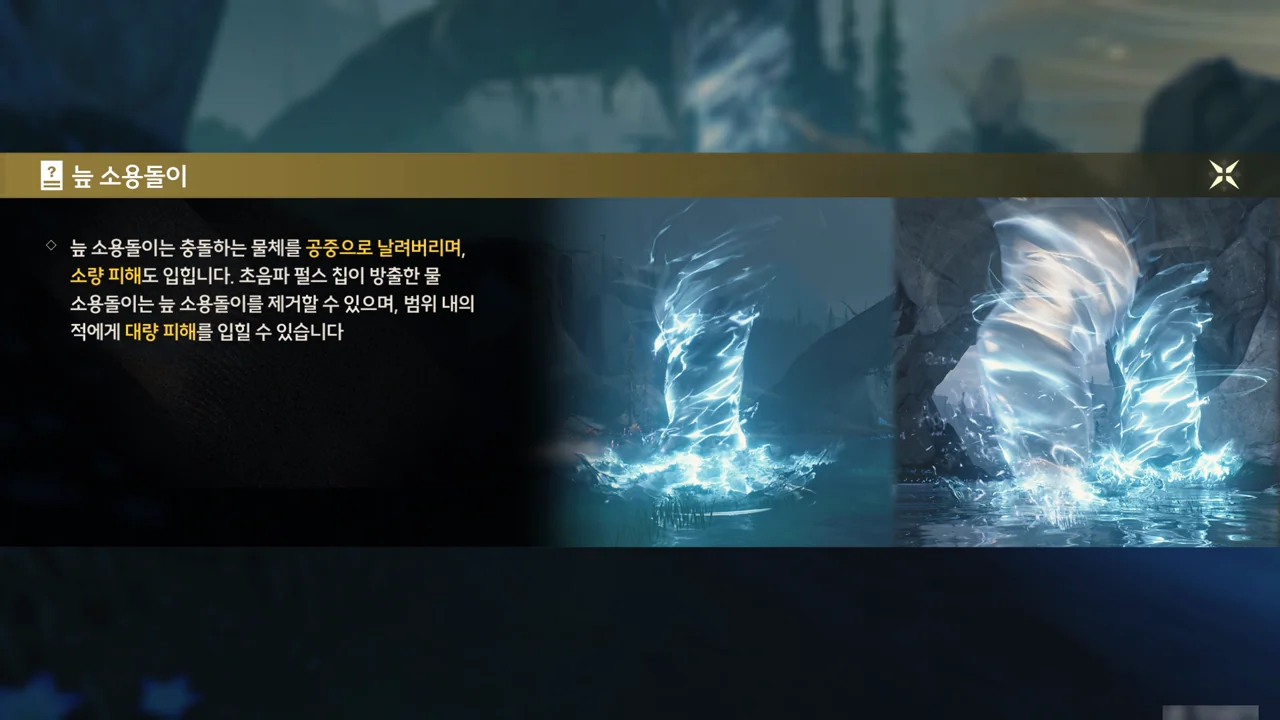 늪 소용돌이
늪 소용돌이는 충돌하는 물체를 공중으로 날려버리며,
소량 피해도 입힙니다. 초음파 펄스 칩이 방출한 물
소용돌이는 늪 소용돌이를 제거할 수 있으며, 범위 내의
적에게 대량 피해를 입힐 수 있습니다